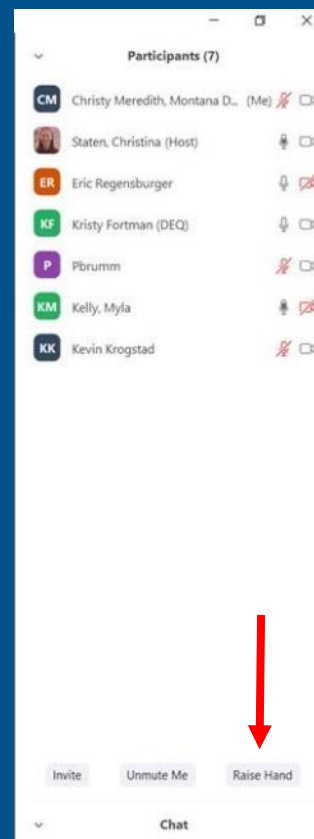 Participants (7)
CM Christy Meredith, Montana D... (Me)
Staten, Christina (Host)
ER Eric Regensburger
KF Kristy Fortman (DEQ)
P Pbrumm
KM Kelly, Myla
KK Kevin Krogstad
Invite Unmute Me Raise Hand
Chat